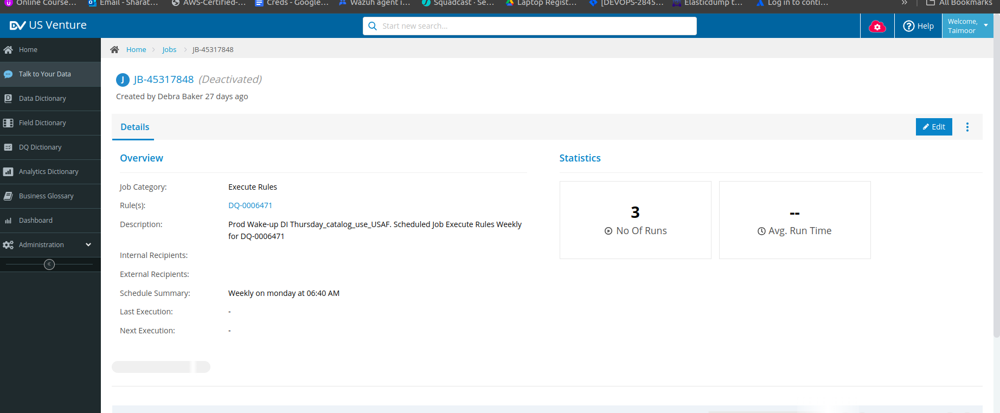 Online Course... Email - Sharat... AWS-Certified-... Creds - Google... Wazuh agent i... Squadcast · Se... Laptop Regist... [DEVOPS-2845... Elasticdump t... Log in to conti... » All Bookmarks
DV US Venture Start new search... Help Welcome, Taimoor
Home
Talk to Your Data
Data Dictionary
Field Dictionary
DQ Dictionary
Analytics Dictionary
Business Glossary
Dashboard
Administration
Home > Jobs > JB-45317848
J JB-45317848 (Deactivated)
Created by Debra Baker 27 days ago
Details Edit
Overview
Job Category: Execute Rules
Rule(s): DQ-0006471
Description: Prod Wake-up DI Thursday_catalog_use_USAF. Scheduled Job Execute Rules Weekly
for DQ-0006471
Internal Recipients:
External Recipients:
Schedule Summary: Weekly on monday at 06:40 AM
Last Execution: -
Next Execution: -
Statistics
3
No Of Runs
--
Avg. Run Time